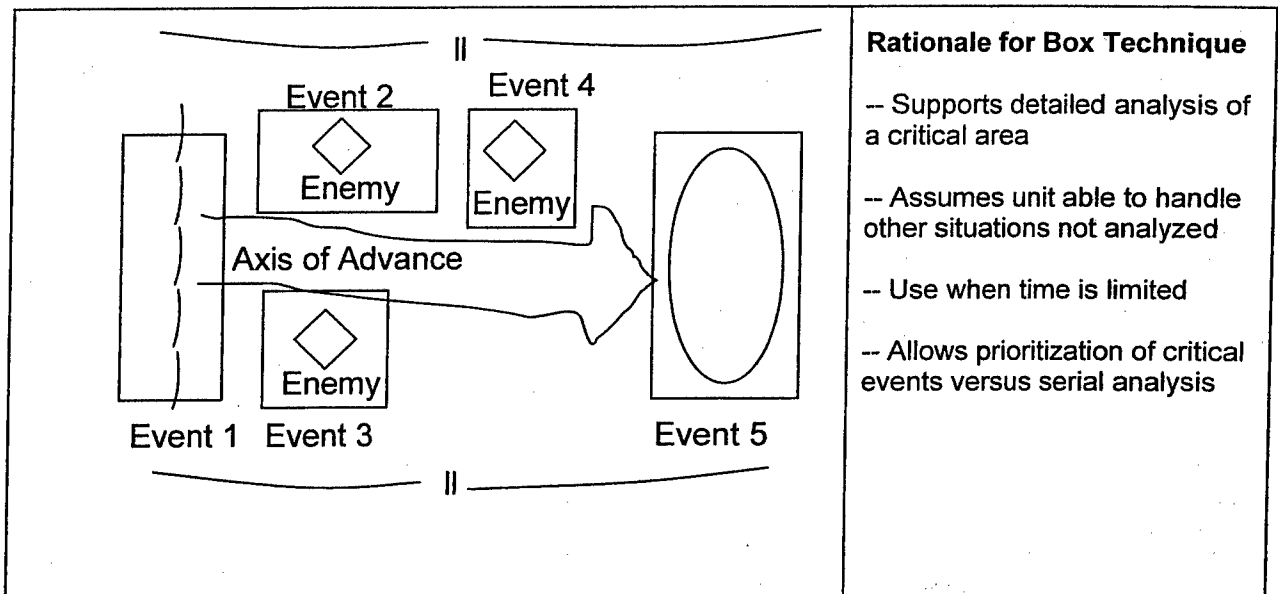 ||
Event 2
Event 4
Enemy
Enemy
Axis of Advance
Enemy
Event 1
Event 3
Event 5
||
Rationale for Box Technique
-- Supports detailed analysis of
a critical area
-- Assumes unit able to handle
other situations not analyzed
-- Use when time is limited
-- Allows prioritization of critical
events versus serial analysis